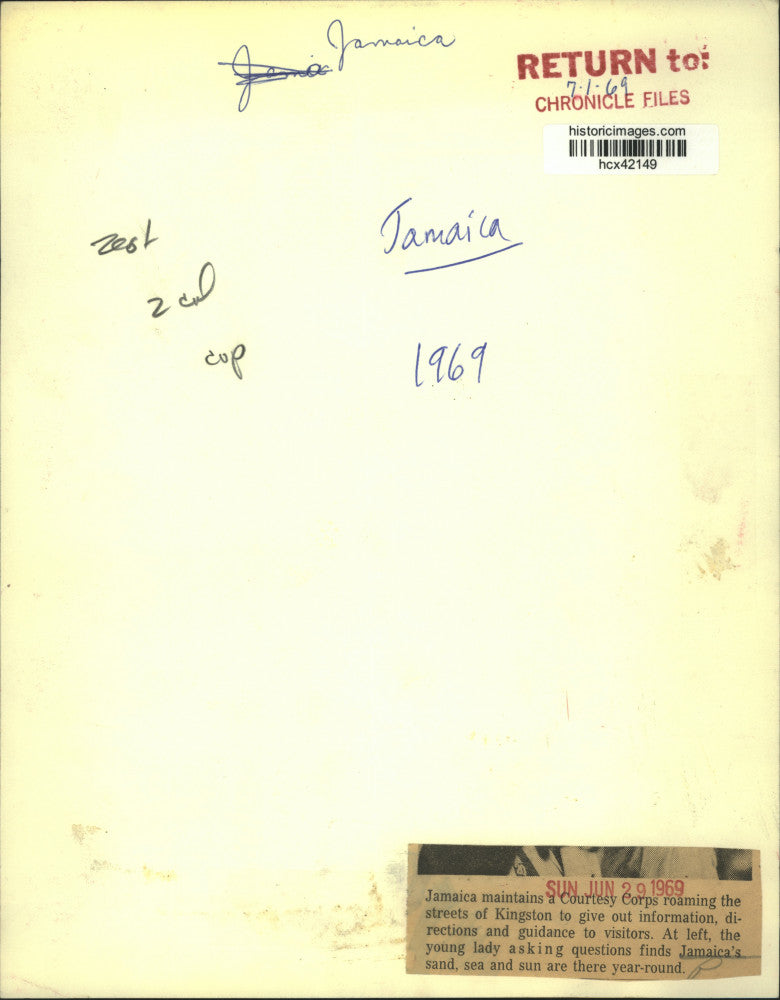 Jamaica
RETURN to:
7-1-69
CHRONICLE FILES
historicimages.com
hcx42149
Jamaica
zest
2 col
cup
1969
SUN JUN 29 1969
Jamaica maintains a Courtesy Corps roaming the
streets of Kingston to give out information, di-
rections and guidance to visitors. At left, the
young lady asking questions finds Jamaica's
sand, sea and sun are there year-round.